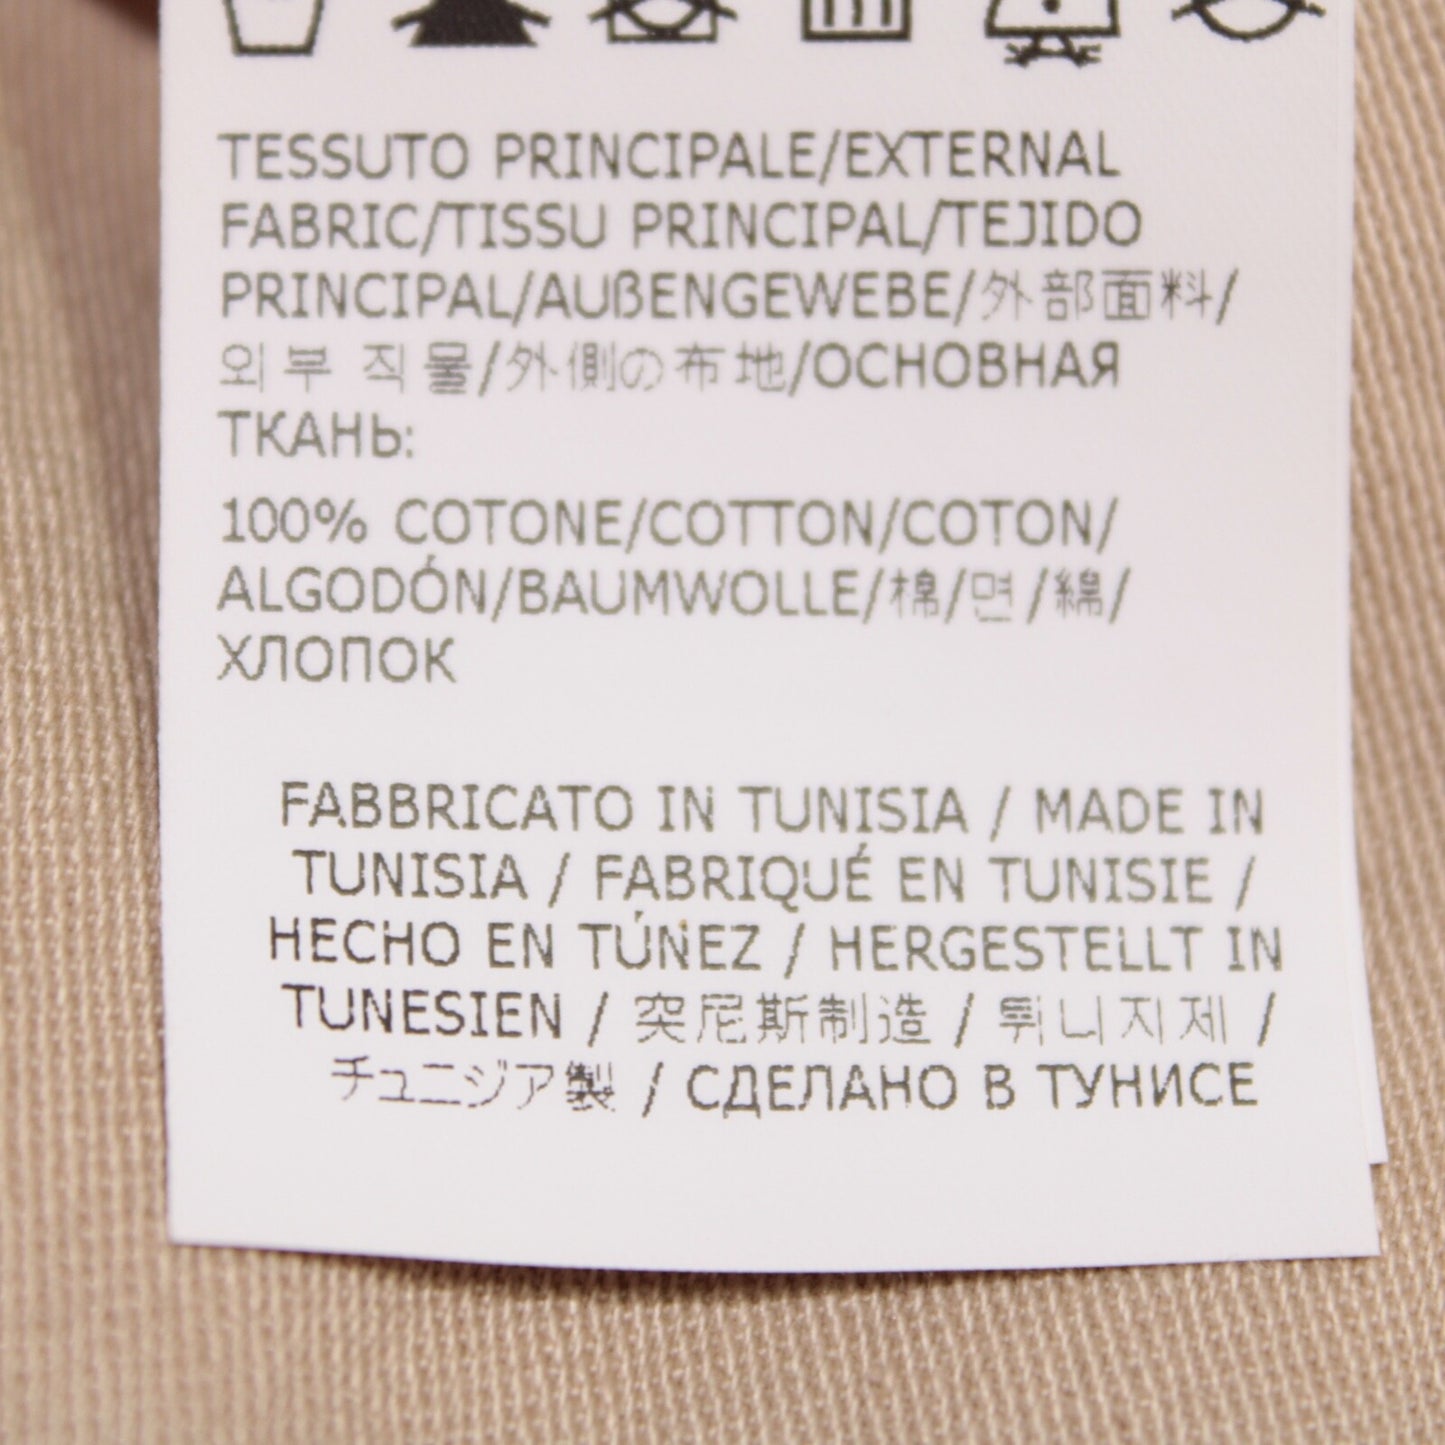 TESSUTO PRINCIPALE/EXTERNAL
FABRIC/TISSU PRINCIPAL/TEJIDO
PRINCIPAL/AUßENGEWEBE/外部面料/
외부 직물/外側の布地/ОСНОВНАЯ
ТКАНЬ:
100% COTONE/COTTON/COTON/
ALGODÓN/BAUMWOLLE/棉/면/綿/
ХЛОПОК
FABBRICATO IN TUNISIA / MADE IN
TUNISIA / FABRIQUÉ EN TUNISIE /
HECHO EN TÚNEZ / HERGESTELLT IN
TUNESIEN / 突尼斯制造 / 튀니지제 /
チュニジア製 / СДЕЛАНО В ТУНИСЕ